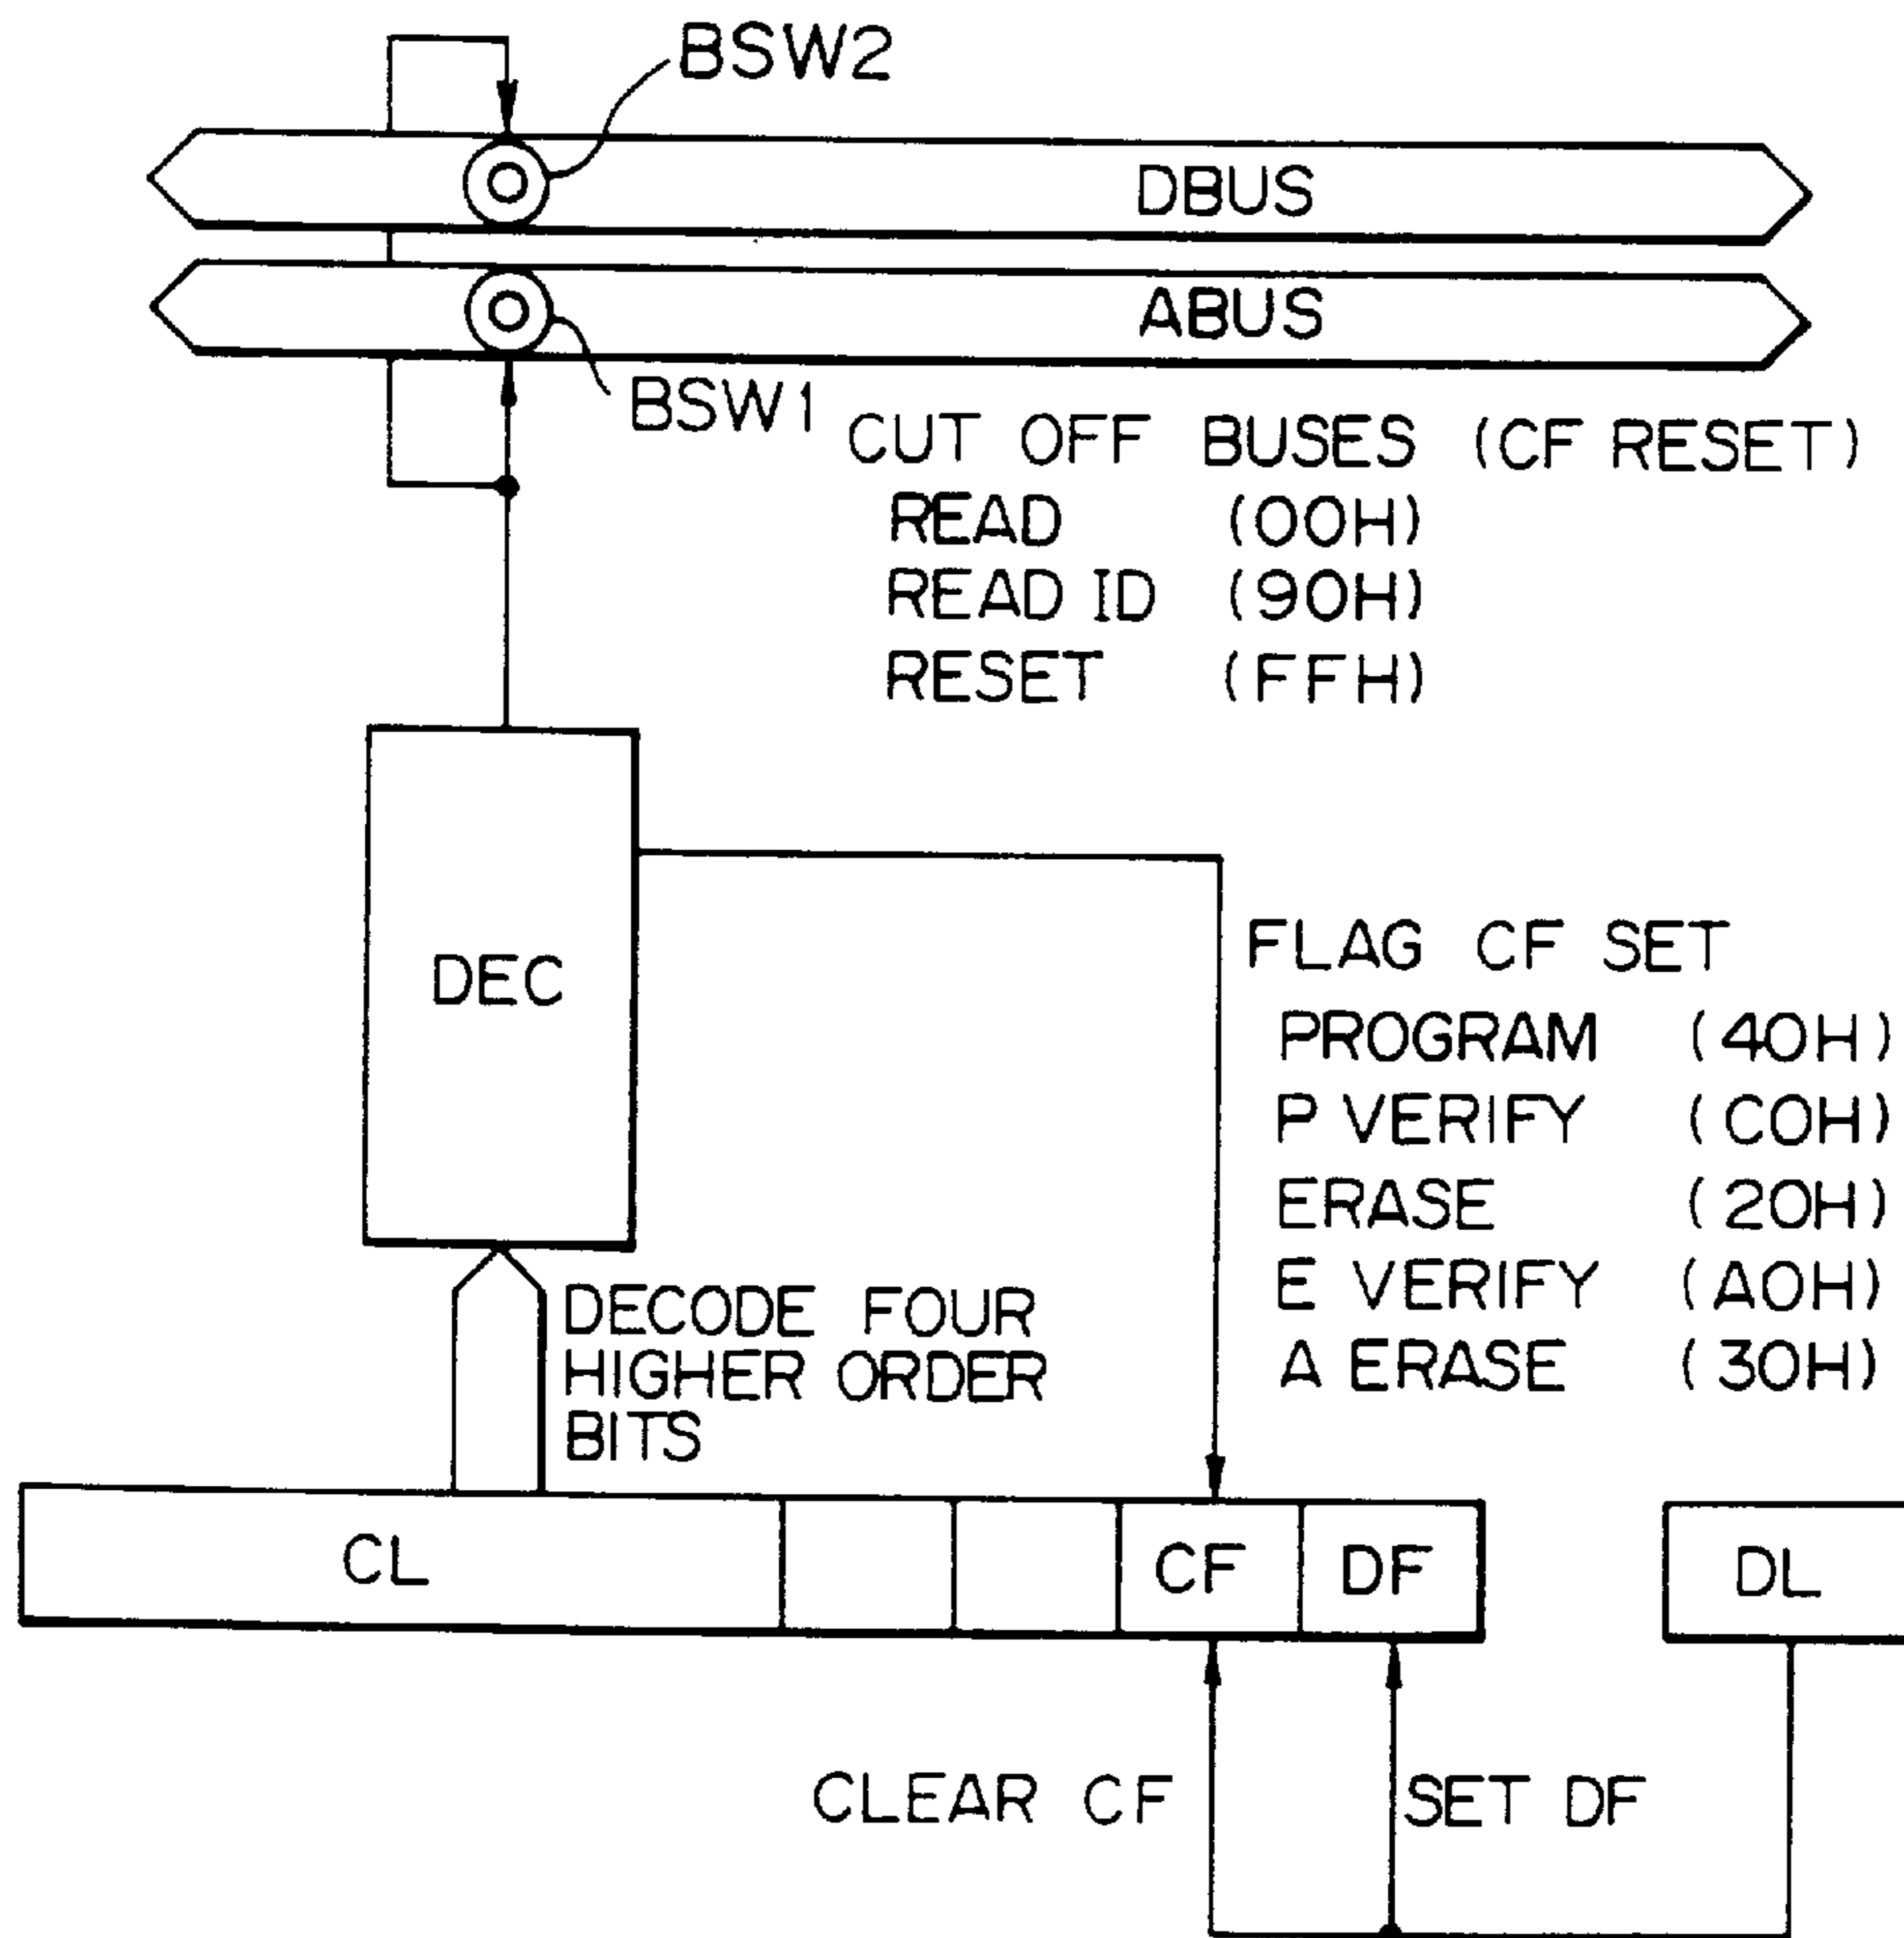 BSW2
DBUS
ABUS
BSW1
CUT OFF BUSES (CF RESET)
READ (00H)
READ ID (90H)
RESET (FFH)
DEC
FLAG CF SET
PROGRAM (40H)
P VERIFY (C0H)
ERASE (20H)
E VERIFY (A0H)
A ERASE (30H)
DECODE FOUR
HIGHER ORDER
BITS
CL
CF
DF
DL
CLEAR CF
SET DF